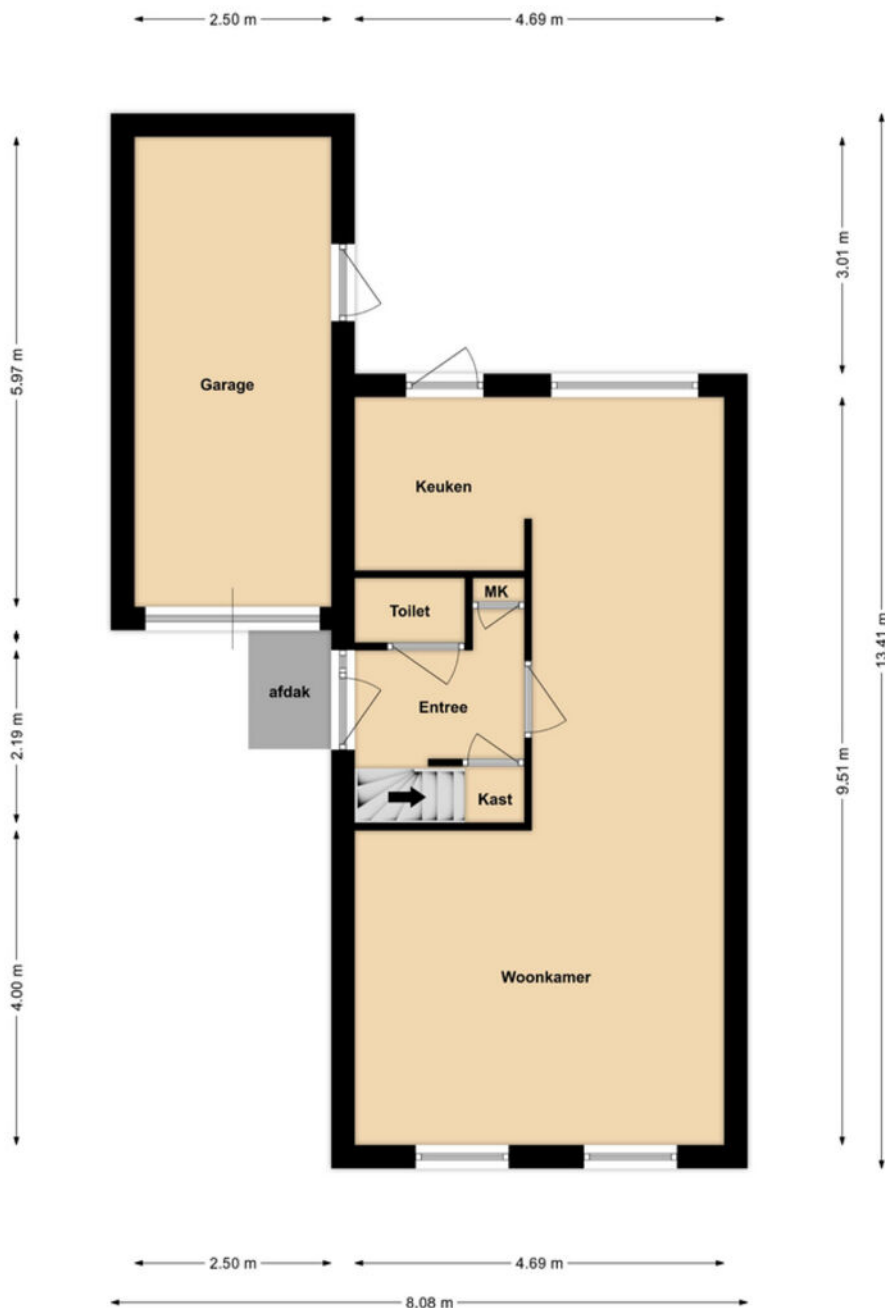 2.50 m
4.69 m
5.97 m
3.01 m
Garage
Keuken
Toilet
MK
afdak
Entree
Kast
2.19 m
13.41 m
9.51 m
4.00 m
Woonkamer
2.50 m
4.69 m
8.08 m